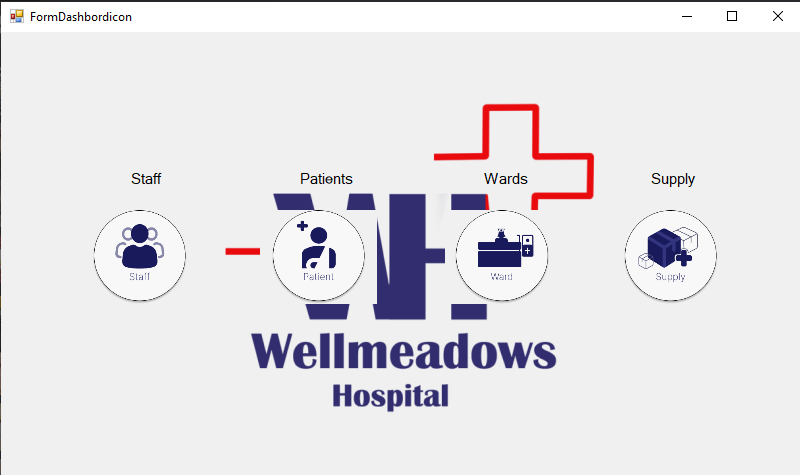 FormDashbordicon
Staff
Patients
Wards
Supply
Staff
Patient
Ward
Supply
Wellmeadows
Hospital